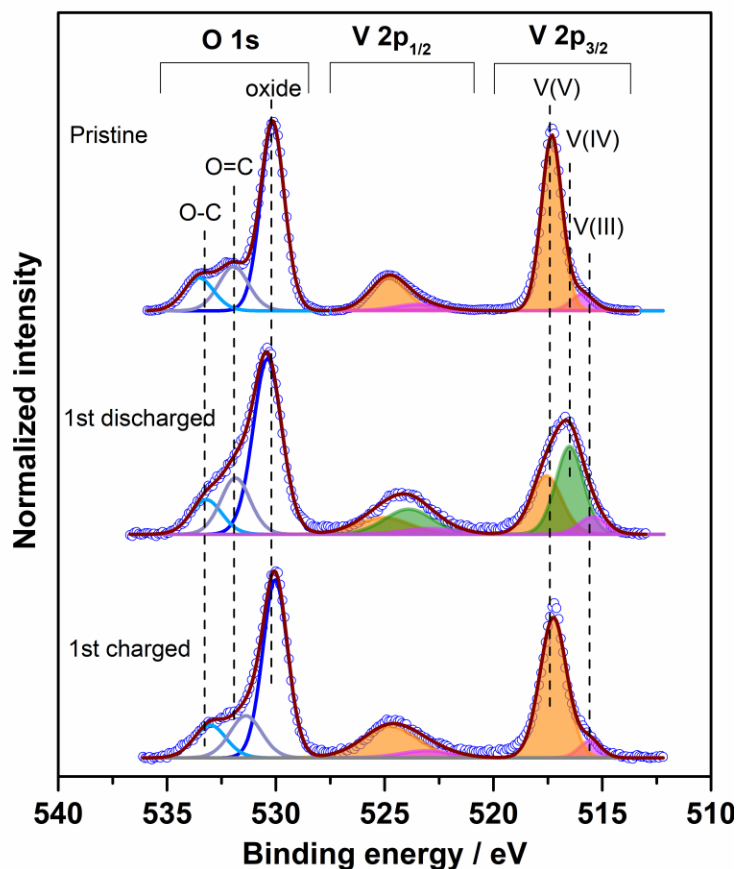 O 1s V 2p1/2 V 2p3/2
oxide V(V)
Pristine
O=C V(IV)
O-C V(III)
1st discharged
1st charged
Normalized intensity
540 535 530 525 520 515 510
Binding energy / eV